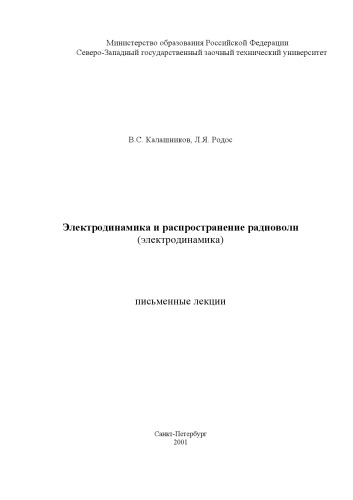 Министерство образования Российской Федерации
Северо-Западный государственный заочный технический университет
В.С. Калашников, Л.Я. Родос
Электродинамика и распространение радиоволн
(электродинамика)
письменные лекции
Санкт-Петербург
2001